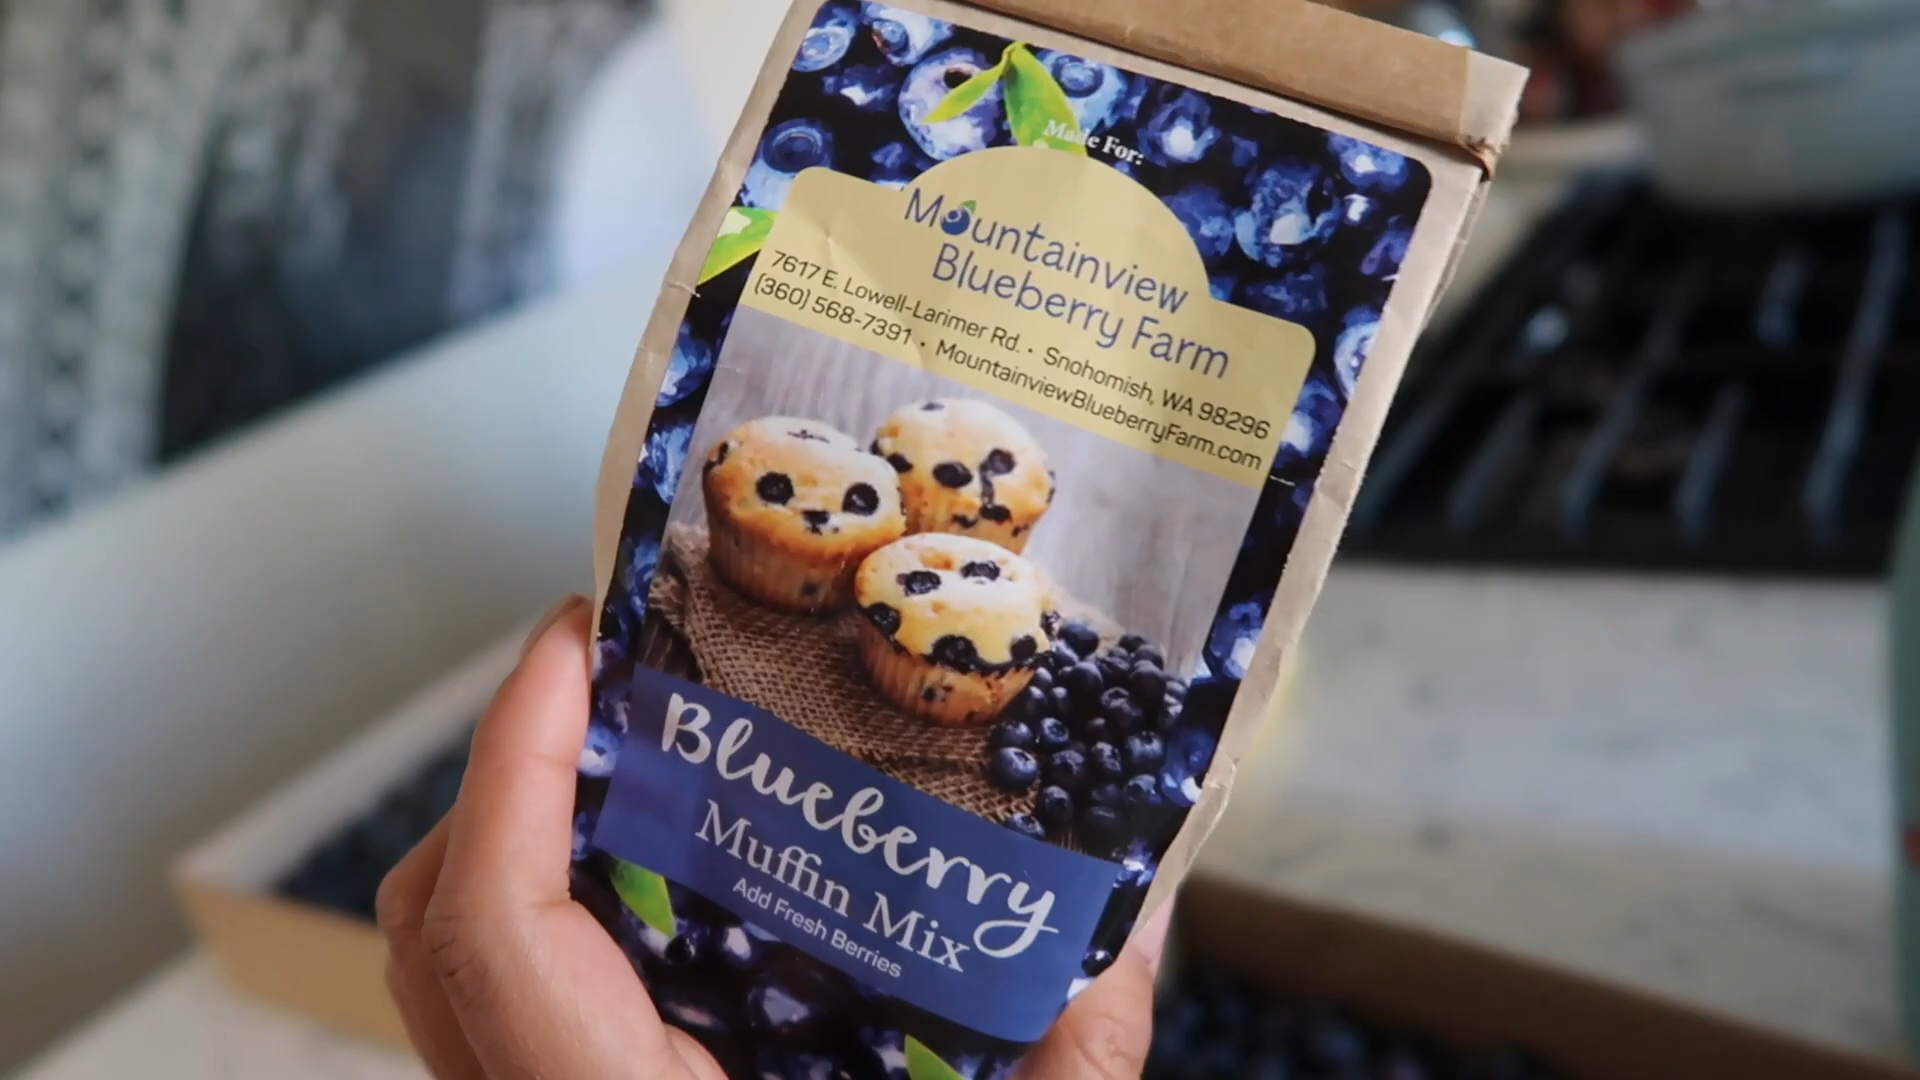 Made For:
Mountainview
Blueberry Farm
7617 E. Lowell-Larimer Rd. • Snohomish, WA 98296
(360) 568-7391 • MountainviewBlueberryFarm.com
Blueberry
Muffin Mix
Add Fresh Berries